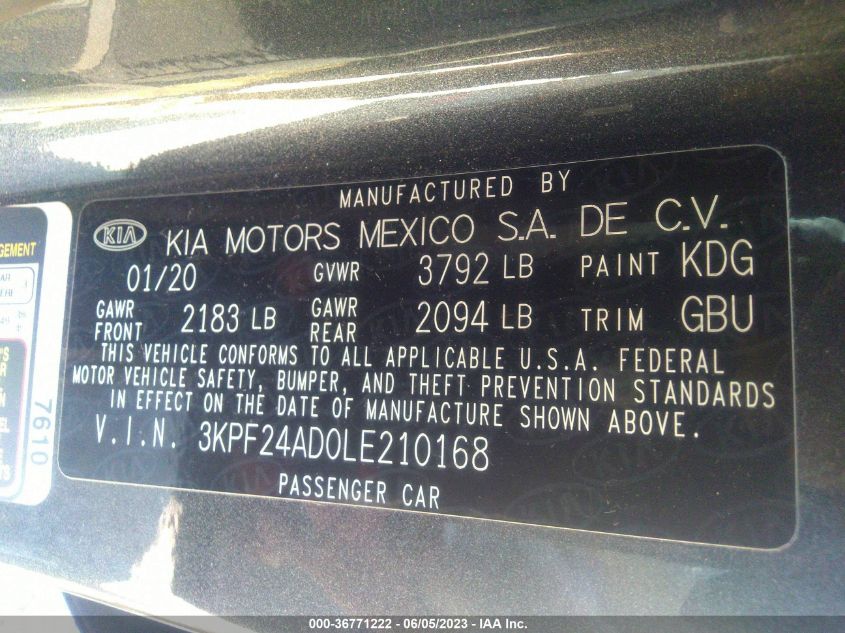 MANUFACTURED BY
KIA KIA MOTORS MEXICO S.A. DE C.V.
01/20 GVWR 3792 LB PAINT KDG
GAWR FRONT 2183 LB GAWR REAR 2094 LB TRIM GBU
THIS VEHICLE CONFORMS TO ALL APPLICABLE U.S.A. FEDERAL
MOTOR VEHICLE SAFETY, BUMPER, AND THEFT PREVENTION STANDARDS
IN EFFECT ON THE DATE OF MANUFACTURE SHOWN ABOVE.
V.I.N. 3KPF24AD0LE210168
PASSENGER CAR
7610
000-36771222 - 06/05/2023 - IAA Inc.